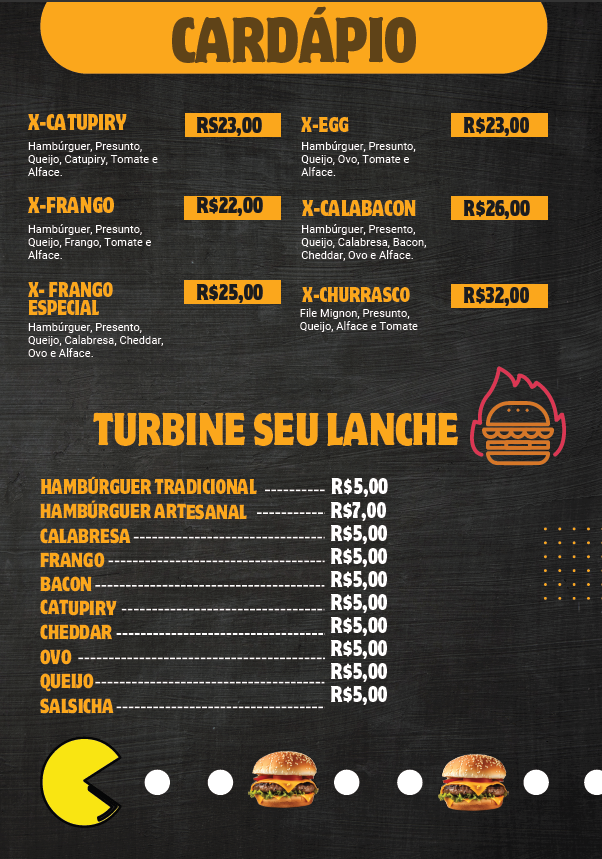 CARDÁPIO
X-CATUPIRY R$23,00
Hambúrguer, Presunto,
Queijo, Catupiry, Tomate e
Alface.
X-EGG R$23,00
Hambúrguer, Presunto,
Queijo, Ovo, Tomate e
Alface.
X-FRANGO R$22,00
Hambúrguer, Presunto,
Queijo, Frango, Tomate e
Alface.
X-CALABACON R$26,00
Hambúrguer, Presento,
Queijo, Calabresa, Bacon,
Cheddar, Ovo e Alface.
X- FRANGO
ESPECIAL R$25,00
Hambúrguer, Presento,
Queijo, Calabresa, Cheddar,
Ovo e Alface.
X-CHURRASCO R$32,00
File Mignon, Presunto,
Queijo, Alface e Tomate
TURBINE SEU LANCHE
HAMBÚRGUER TRADICIONAL ---------- R$5,00
HAMBÚRGUER ARTESANAL ----------- R$7,00
CALABRESA ------------------------------- R$5,00
FRANGO ----------------------------------- R$5,00
BACON ------------------------------------- R$5,00
CATUPIRY --------------------------------- R$5,00
CHEDDAR --------------------------------- R$5,00
OVO ---------------------------------------- R$5,00
QUEIJO ------------------------------------- R$5,00
SALSICHA --------------------------------- R$5,00